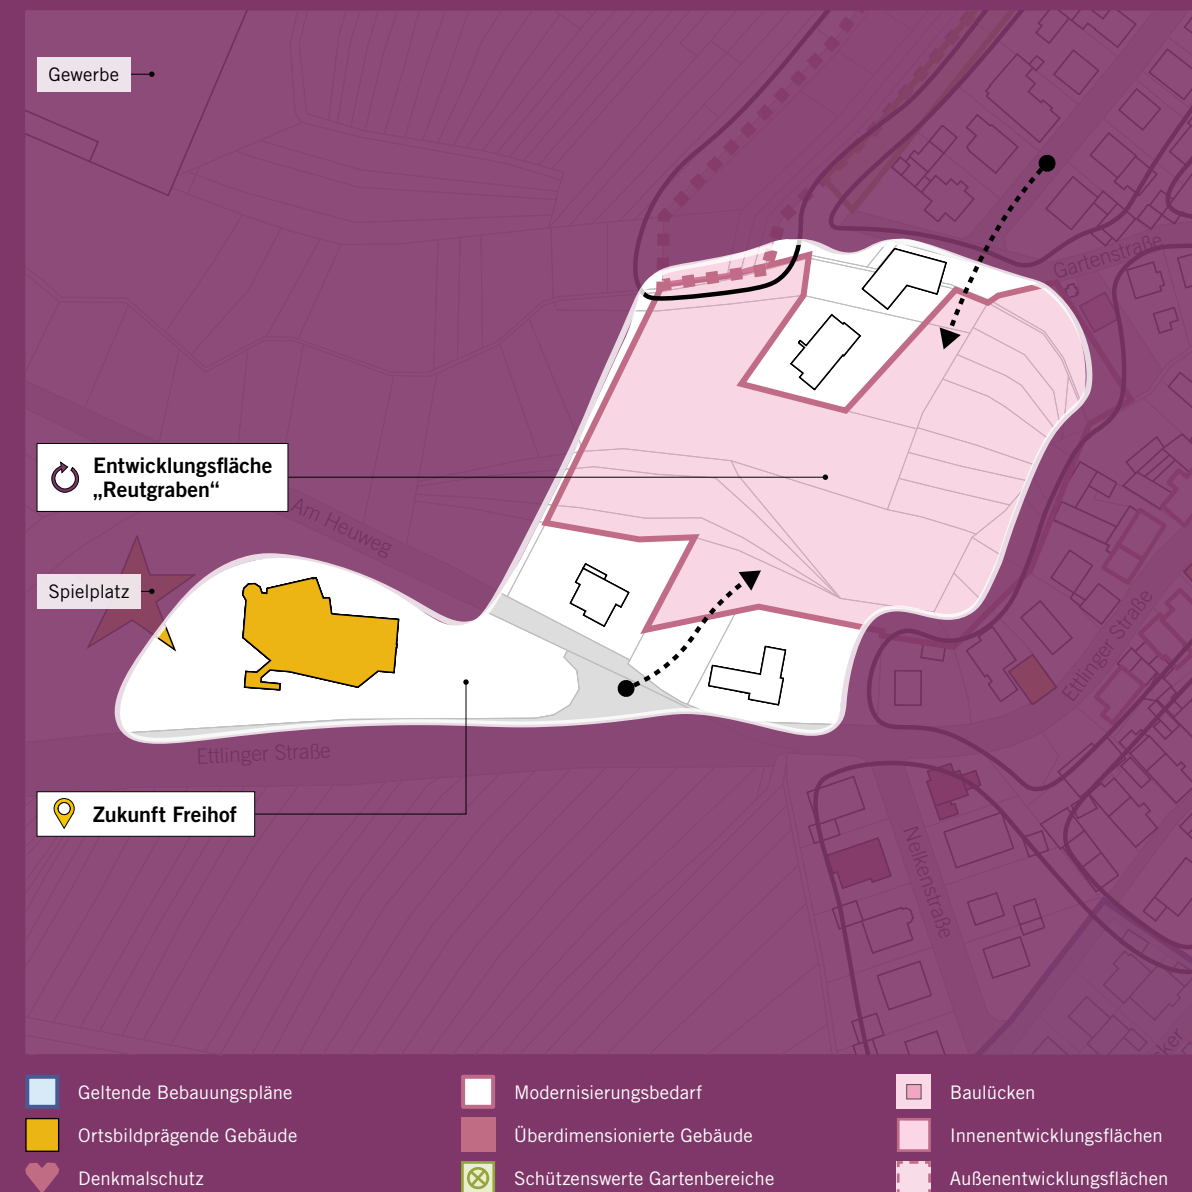 Gewerbe
Gartenstraße
Entwicklungsfläche
„Reutgraben“
Am Heuweg
Spielplatz
Ettlinger Straße
Ettlinger Straße
Zukunft Freihof
Nelkenstraße
Geltende Bebauungspläne
Modernisierungsbedarf
Baulücken
Ortsbildprägende Gebäude
Überdimensionierte Gebäude
Innenentwicklungsflächen
Denkmalschutz
Schützenswerte Gartenbereiche
Außenentwicklungsflächen